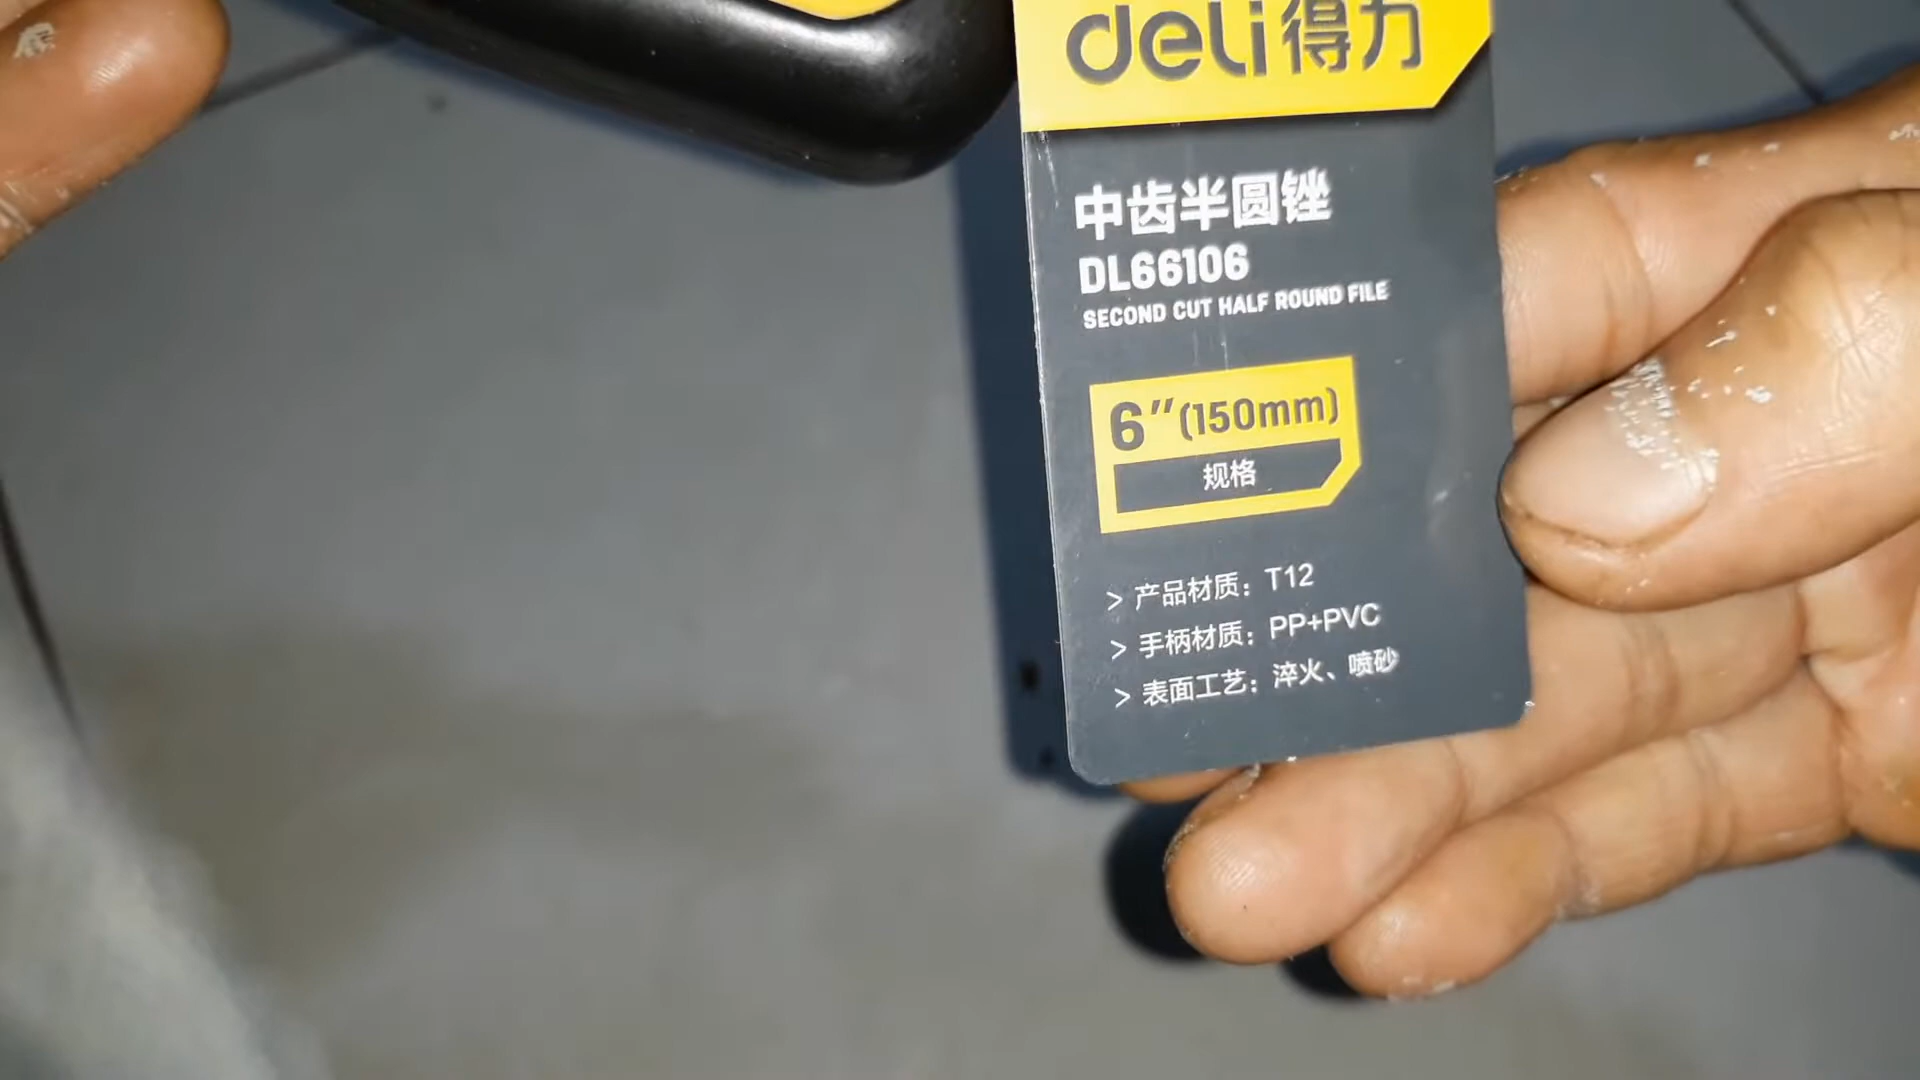 deli得力
中齿半圆锉
DL66106
SECOND CUT HALF ROUND FILE
6″(150mm)
规格
> 产品材质：T12
> 手柄材质：PP+PVC
> 表面工艺：淬火、喷砂